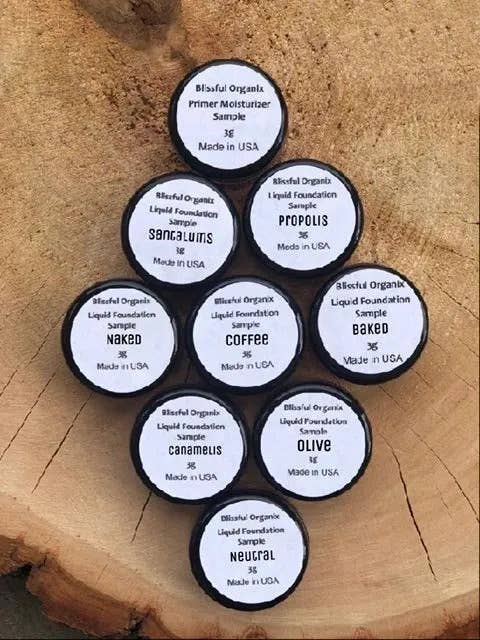 Blissful Organix
Primer Moisturizer
Sample
3g
Made in USA
Blissful Organix
Liquid Foundation
Sample
Santalums
3g
Made in USA
Blissful Organix
Liquid Foundation
Sample
Propolis
3g
Made in USA
Blissful Organix
Liquid Foundation
Sample
Naked
3g
Made in USA
Blissful Organix
Liquid Foundation
Sample
Coffee
3g
Made in USA
Blissful Organix
Liquid Foundation
Sample
Baked
3g
Made in USA
Blissful Organix
Liquid Foundation
Sample
Canamelis
3g
Made in USA
Blissful Organix
Liquid Foundation
Sample
Olive
3g
Made in USA
Blissful Organix
Liquid Foundation
Sample
Neutral
3g
Made in USA